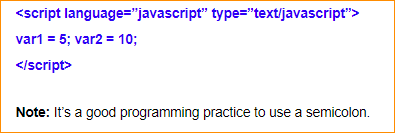 <script language=”javascript” type=”text/javascript”>
var1 = 5; var2 = 10;
</script>
Note: It’s a good programming practice to use a semicolon.